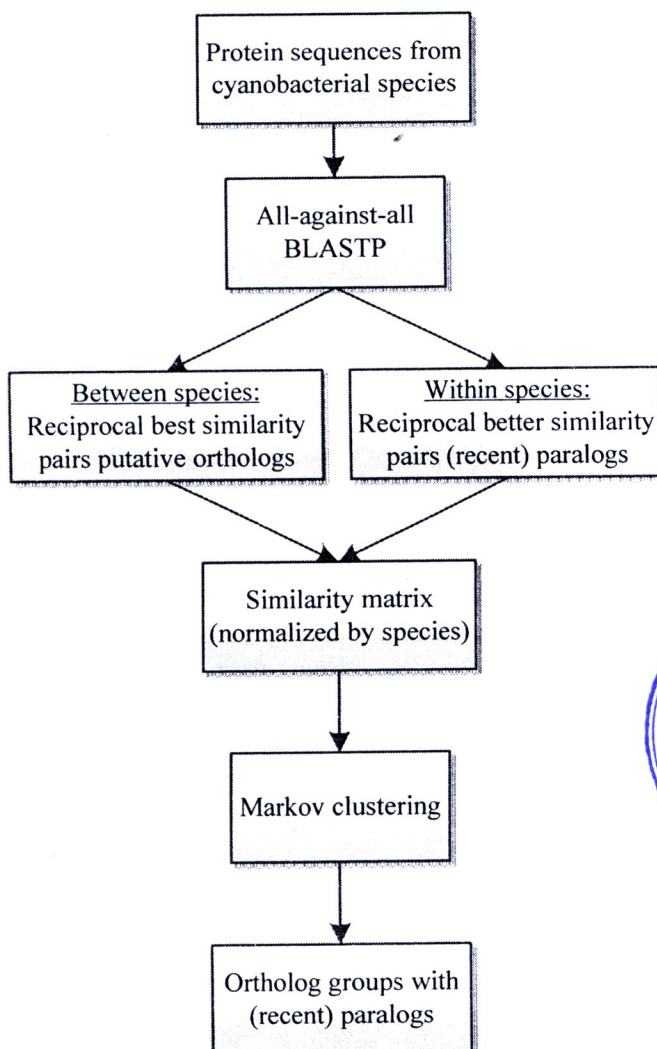 Protein sequences from
cyanobacterial species
All-against-all
BLASTP
Between species:
Reciprocal best similarity
pairs putative orthologs
Within species:
Reciprocal better similarity
pairs (recent) paralogs
Similarity matrix
(normalized by species)
Markov clustering
Ortholog groups with
(recent) paralogs